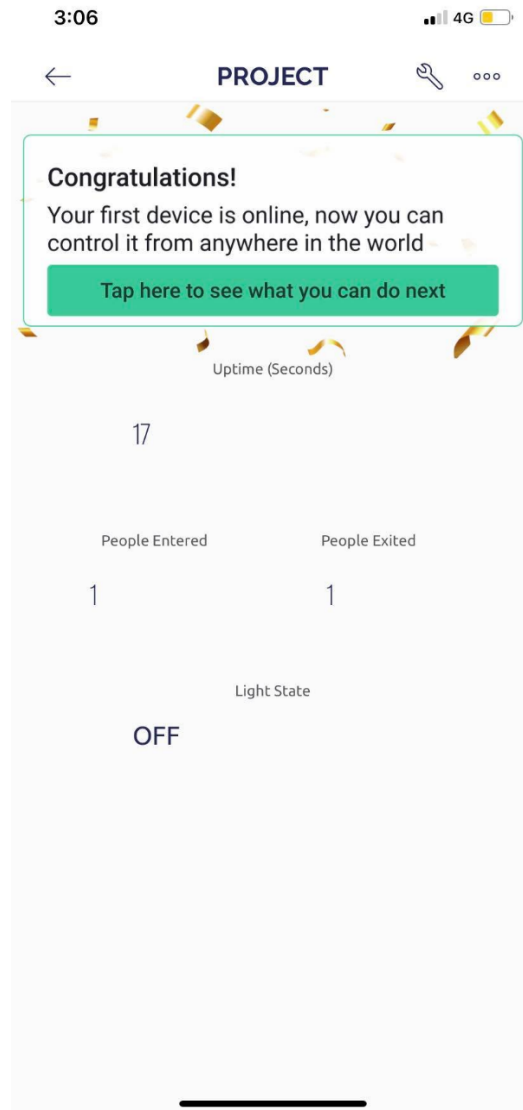 3:06
4G
PROJECT
Congratulations!
Your first device is online, now you can
control it from anywhere in the world
Tap here to see what you can do next
Uptime (Seconds)
17
People Entered People Exited
1 1
Light State
OFF